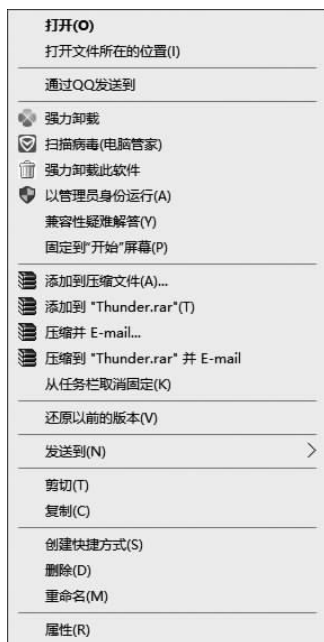 打开(O)
打开文件所在的位置(I)
通过QQ发送到
强力卸载
扫描病毒(电脑管家)
强力卸载此软件
以管理员身份运行(A)
兼容性疑难解答(Y)
固定到"开始"屏幕(P)
添加到压缩文件(A)...
添加到 "Thunder.rar"(T)
压缩并 E-mail...
压缩到 "Thunder.rar" 并 E-mail
从任务栏取消固定(K)
还原以前的版本(V)
发送到(N)
剪切(T)
复制(C)
创建快捷方式(S)
删除(D)
重命名(M)
属性(R)